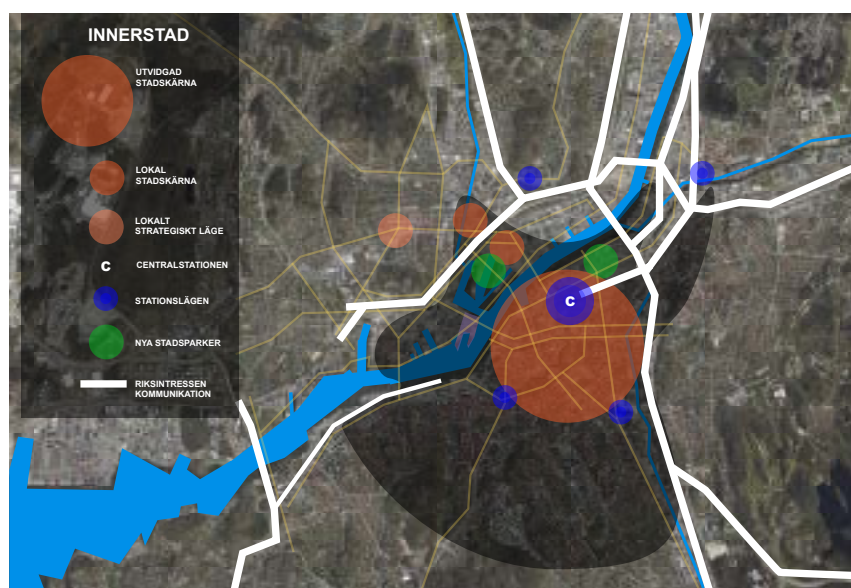 INNERSTAD
UTVIDGAD
STADSKÄRNA
LOKAL
STADSKÄRNA
LOKALT
STRATEGISKT LÄGE
C
CENTRALSTATIONEN
STATIONSLÄGEN
NYA STADSPARKER
RIKSINTRESSEN
KOMMUNIKATION
C